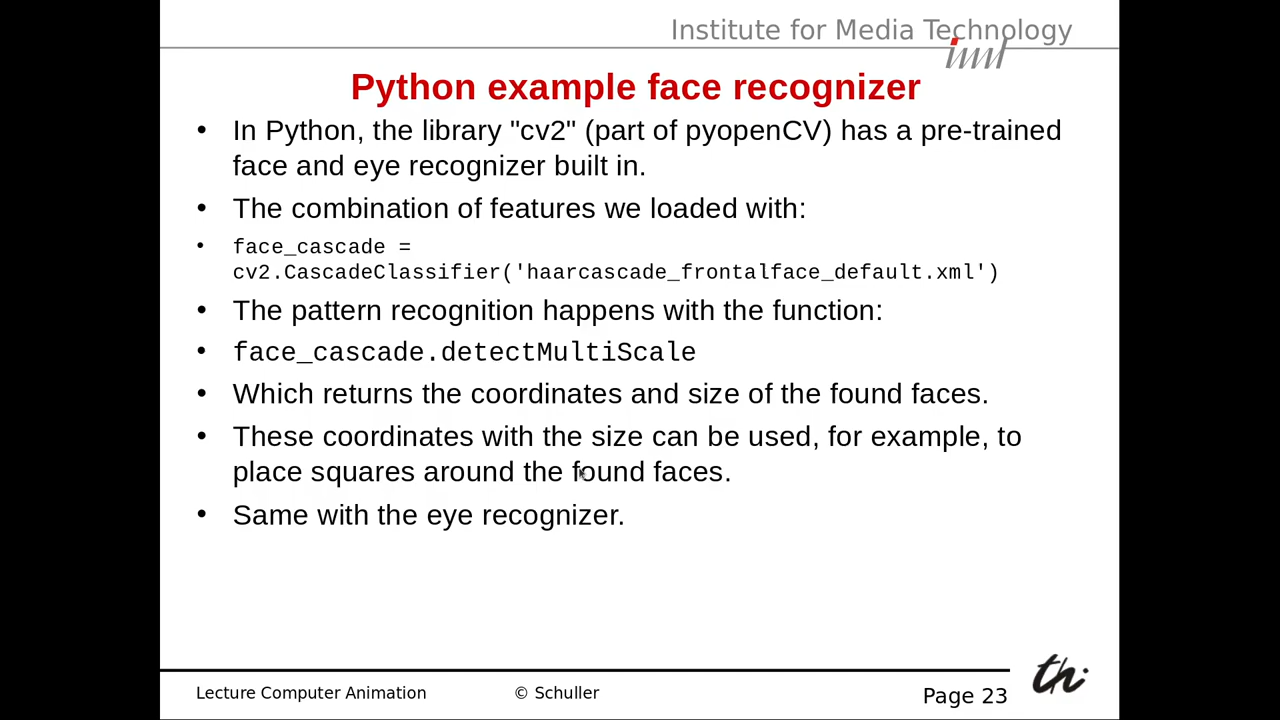 Institute for Media Technology
imt
Python example face recognizer
• In Python, the library "cv2" (part of pyopenCV) has a pre-trained
face and eye recognizer built in.
• The combination of features we loaded with:
• face_cascade =
cv2.CascadeClassifier('haarcascade_frontalface_default.xml')
• The pattern recognition happens with the function:
• face_cascade.detectMultiScale
• Which returns the coordinates and size of the found faces.
• These coordinates with the size can be used, for example, to
place squares around the found faces.
• Same with the eye recognizer.
Lecture Computer Animation © Schuller Page 23
th